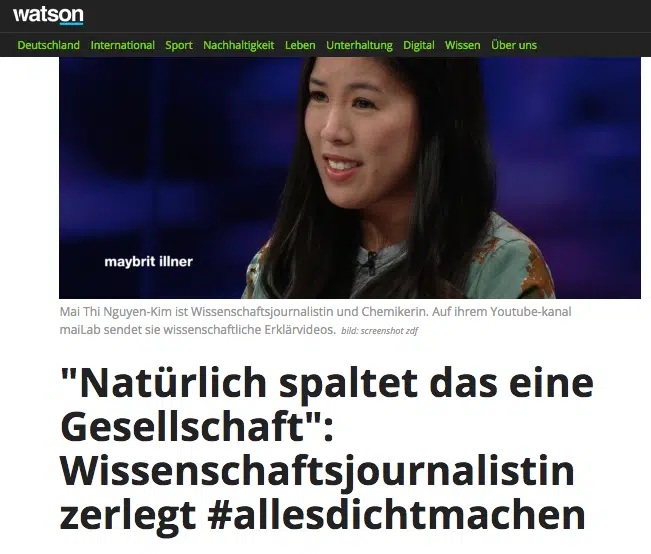 watson
Deutschland International Sport Nachhaltigkeit Leben Unterhaltung Digital Wissen Über uns
maybrit illner
Mai Thi Nguyen-Kim ist Wissenschaftsjournalistin und Chemikerin. Auf ihrem Youtube-kanal
maiLab sendet sie wissenschaftliche Erklärvideos. bild: screenshot zdf
"Natürlich spaltet das eine
Gesellschaft":
Wissenschaftsjournalistin
zerlegt #allesdichtmachen